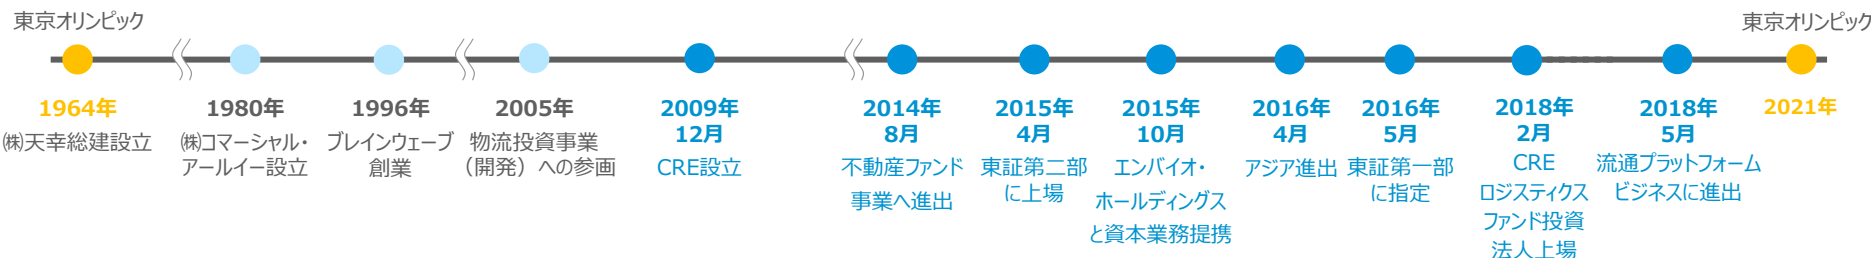 東京オリンピック
東京オリンピック
1964年
㈱天幸総建設立
1980年
㈱コマーシャル・
アールイー設立
1996年
ブレインウェーブ
創業
2005年
物流投資事業
（開発）への参画
2009年
12月
CRE設立
2014年
8月
不動産ファンド
事業へ進出
2015年
4月
東証第二部
に上場
2015年
10月
エンバイオ・
ホールディングス
と資本業務提携
2016年
4月
アジア進出
2016年
5月
東証第一部
に指定
2018年
2月
CRE
ロジスティクス
ファンド投資
法人上場
2018年
5月
流通プラットフォーム
ビジネスに進出
2021年